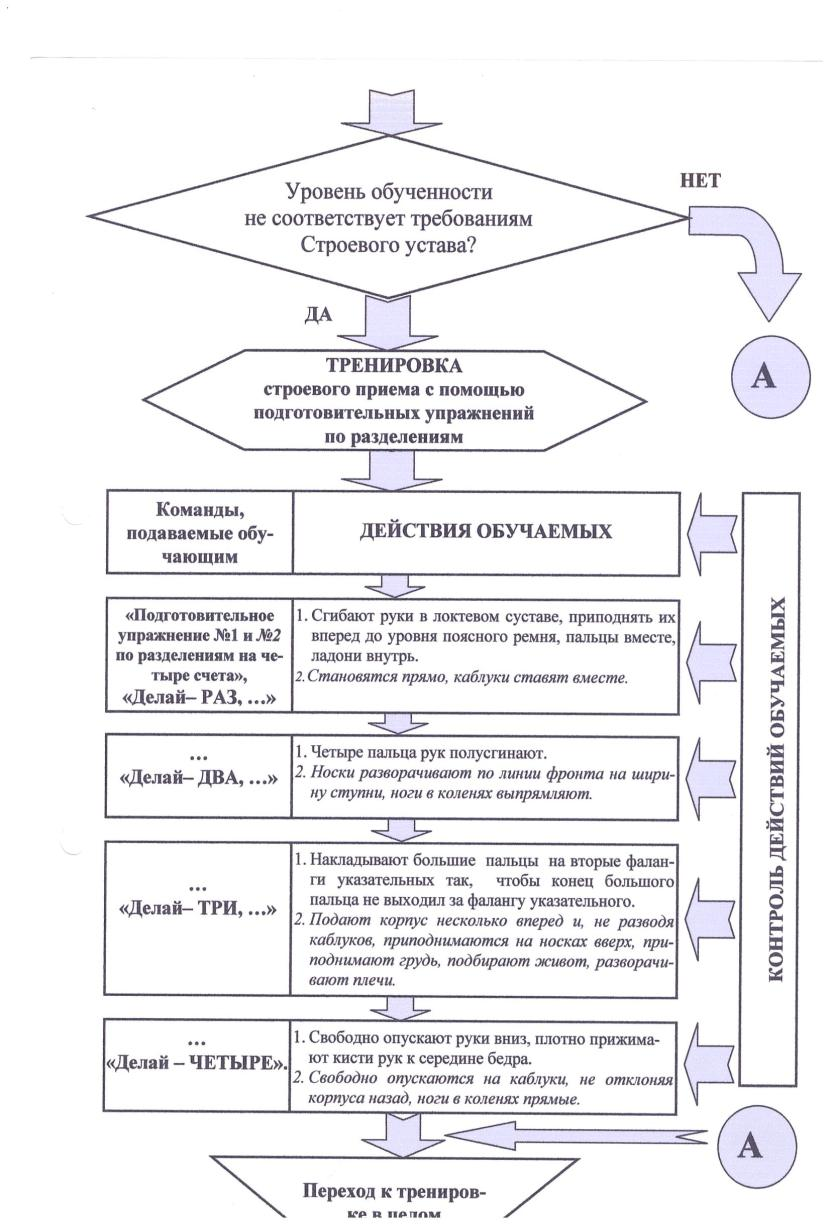 Уровень обученности
не соответствует требованиям
Строевого устава?
НЕТ
ДА
А
ТРЕНИРОВКА
строевого приема с помощью
подготовительных упражнений
по разделениям
Команды,
подаваемые обу-
чающим
ДЕЙСТВИЯ ОБУЧАЕМЫХ
КОНТРОЛЬ ДЕЙСТВИЙ ОБУЧАЕМЫХ
«Подготовительное
упражнение №1 и №2
по разделениям на че-
тыре счета»,
«Делай– РАЗ, …»
1. Сгибают руки в локтевом суставе, приподнять их
вперед до уровня поясного ремня, пальцы вместе,
ладони внутрь.
2. Становятся прямо, каблуки ставят вместе.
…
«Делай– ДВА, …»
1. Четыре пальца рук полусгинают.
2. Носки разворачивают по линии фронта на шири-
ну ступни, ноги в коленях выпрямляют.
…
«Делай– ТРИ, …»
1. Накладывают большие пальцы на вторые фалан-
ги указательных так, чтобы конец большого
пальца не выходил за фалангу указательного.
2. Подают корпус несколько вперед и, не разводя
каблуков, приподнимаются на носках вверх, при-
поднимают грудь, подбирают живот, разворачи-
вают плечи.
…
«Делай – ЧЕТЫРЕ».
1. Свободно опускают руки вниз, плотно прижима-
ют кисти рук к середине бедра.
2. Свободно опускаются на каблуки, не отклоняя
корпуса назад, ноги в коленях прямые.
А
Переход к трениров-
ке в целом